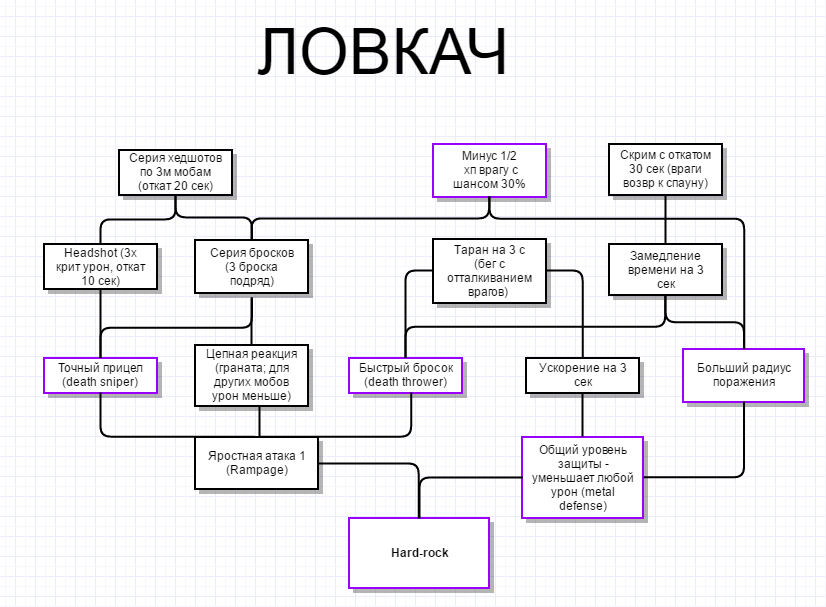 ЛОВКАЧ
Серия хедшотов
по 3м мобам
(откат 20 сек)
Минус 1/2
хп врагу с
шансом 30%
Скрим с откатом
30 сек (враги
возвр к спауну)
Headshot (3x
крит урон, откат
10 сек)
Серия бросков
(3 броска
подряд)
Таран на 3 с
(бег с
отталкиванием
врагов)
Замедление
времени на 3
сек
Точный прицел
(death sniper)
Цепная реакция
(граната; для
других мобов
урон меньше)
Быстрый бросок
(death thrower)
Ускорение на 3
сек
Больший радиус
поражения
Яростная атака 1
(Rampage)
Общий уровень
защиты -
уменьшает любой
урон (metal
defense)
Hard-rock